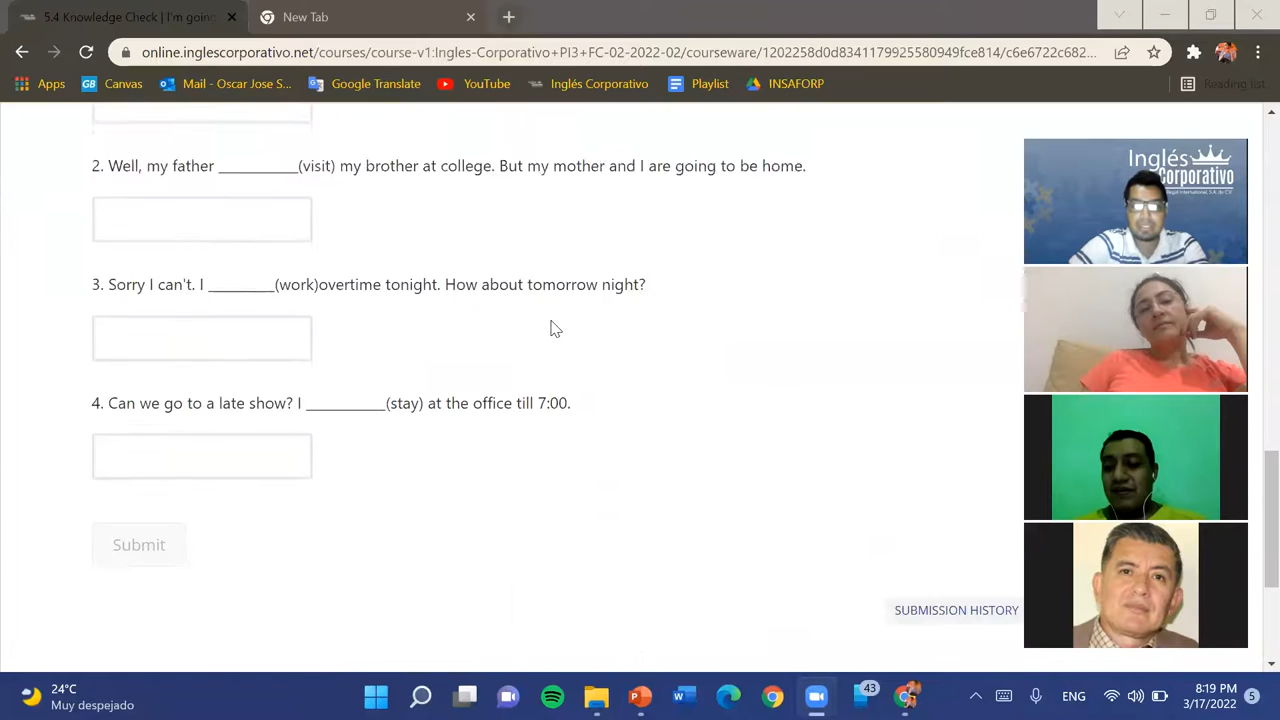 5.4 Knowledge Check | I'm going
New Tab
online.inglescorporativo.net/courses/course-v1:Ingles-Corporativo+PI3+FC-02-2022-02/courseware/1202258d0d8341179925580949fce814/c6e6722c682...
Apps
Canvas
Mail - Oscar Jose S...
Google Translate
YouTube
Inglés Corporativo
Playlist
INSAFORP
Reading list
2. Well, my father __________(visit) my brother at college. But my mother and I are going to be home.
3. Sorry I can't. I ________(work)overtime tonight. How about tomorrow night?
4. Can we go to a late show? I __________(stay) at the office till 7:00.
Submit
SUBMISSION HISTORY
Inglés
Corporativo
24°C
Muy despejado
43
ENG
8:19 PM
3/17/2022
5